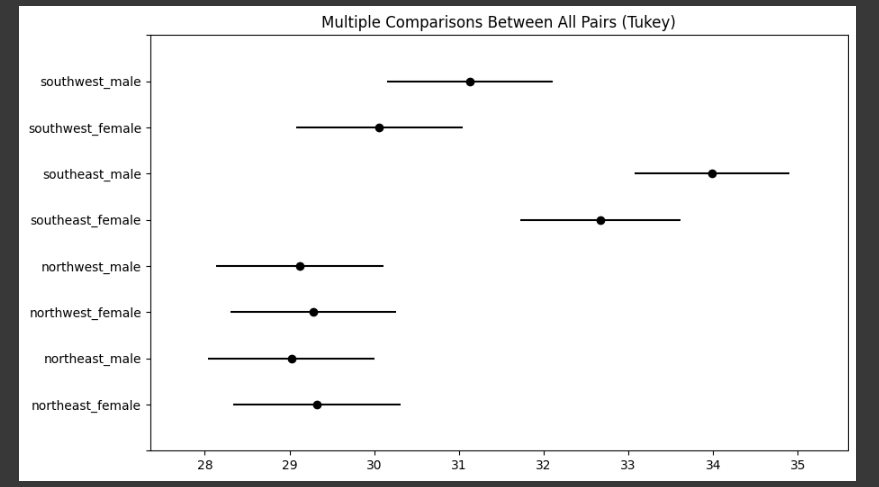 Multiple Comparisons Between All Pairs (Tukey)
southwest_male
southwest_female
southeast_male
southeast_female
northwest_male
northwest_female
northeast_male
northeast_female
28 29 30 31 32 33 34 35